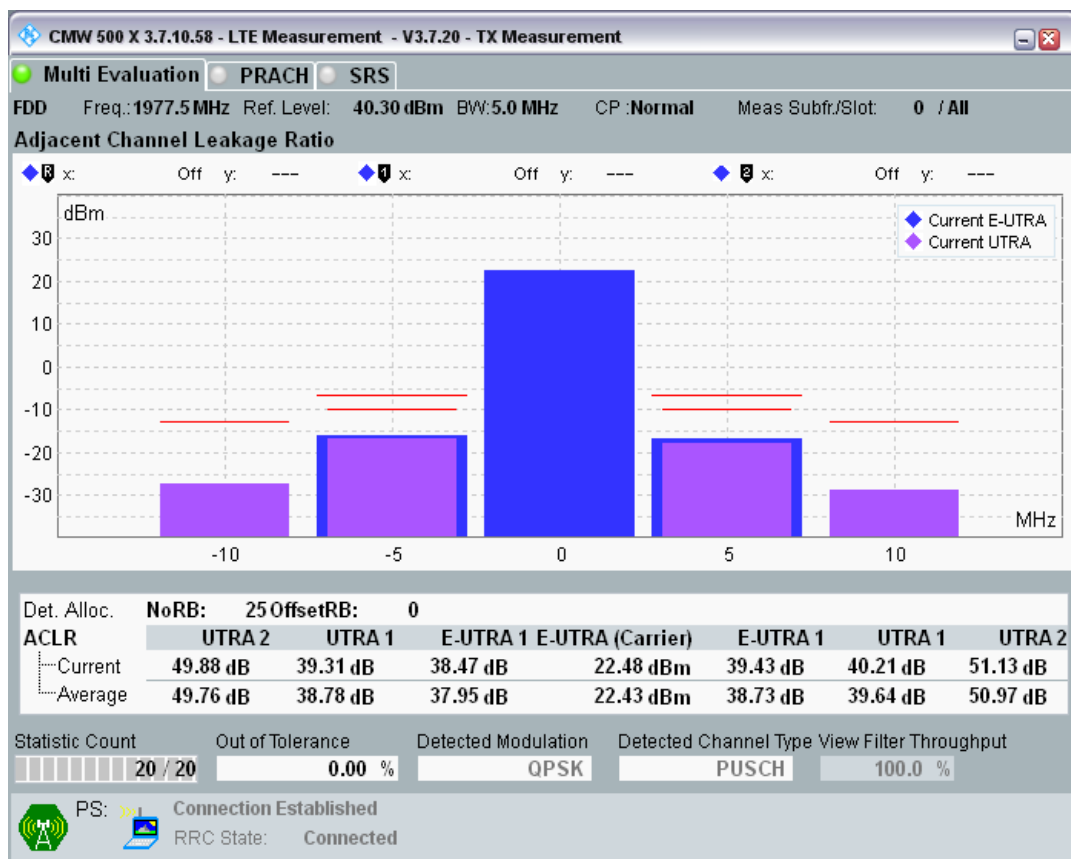 CMW 500 X 3.7.10.58 - LTE Measurement - V3.7.20 - TX Measurement
Multi Evaluation PRACH SRS
FDD Freq.: 1977.5 MHz Ref. Level: 40.30 dBm BW: 5.0 MHz CP : Normal Meas Subfr./Slot: 0 / All
Adjacent Channel Leakage Ratio
R x: Off y: --- 1 x: Off y: --- 2 x: Off y: ---
dBm
Current E-UTRA
Current UTRA
30
20
10
0
-10
-20
-30
MHz
-10 -5 0 5 10
Det. Alloc. NoRB: 25 OffsetRB: 0
ACLR UTRA 2 UTRA 1 E-UTRA 1 E-UTRA (Carrier) E-UTRA 1 UTRA 1 UTRA 2
Current 49.88 dB 39.31 dB 38.47 dB 22.48 dBm 39.43 dB 40.21 dB 51.13 dB
Average 49.76 dB 38.78 dB 37.95 dB 22.43 dBm 38.73 dB 39.64 dB 50.97 dB
Statistic Count Out of Tolerance Detected Modulation Detected Channel Type View Filter Throughput
20 / 20 0.00 % QPSK PUSCH 100.0 %
PS: Connection Established
RRC State: Connected